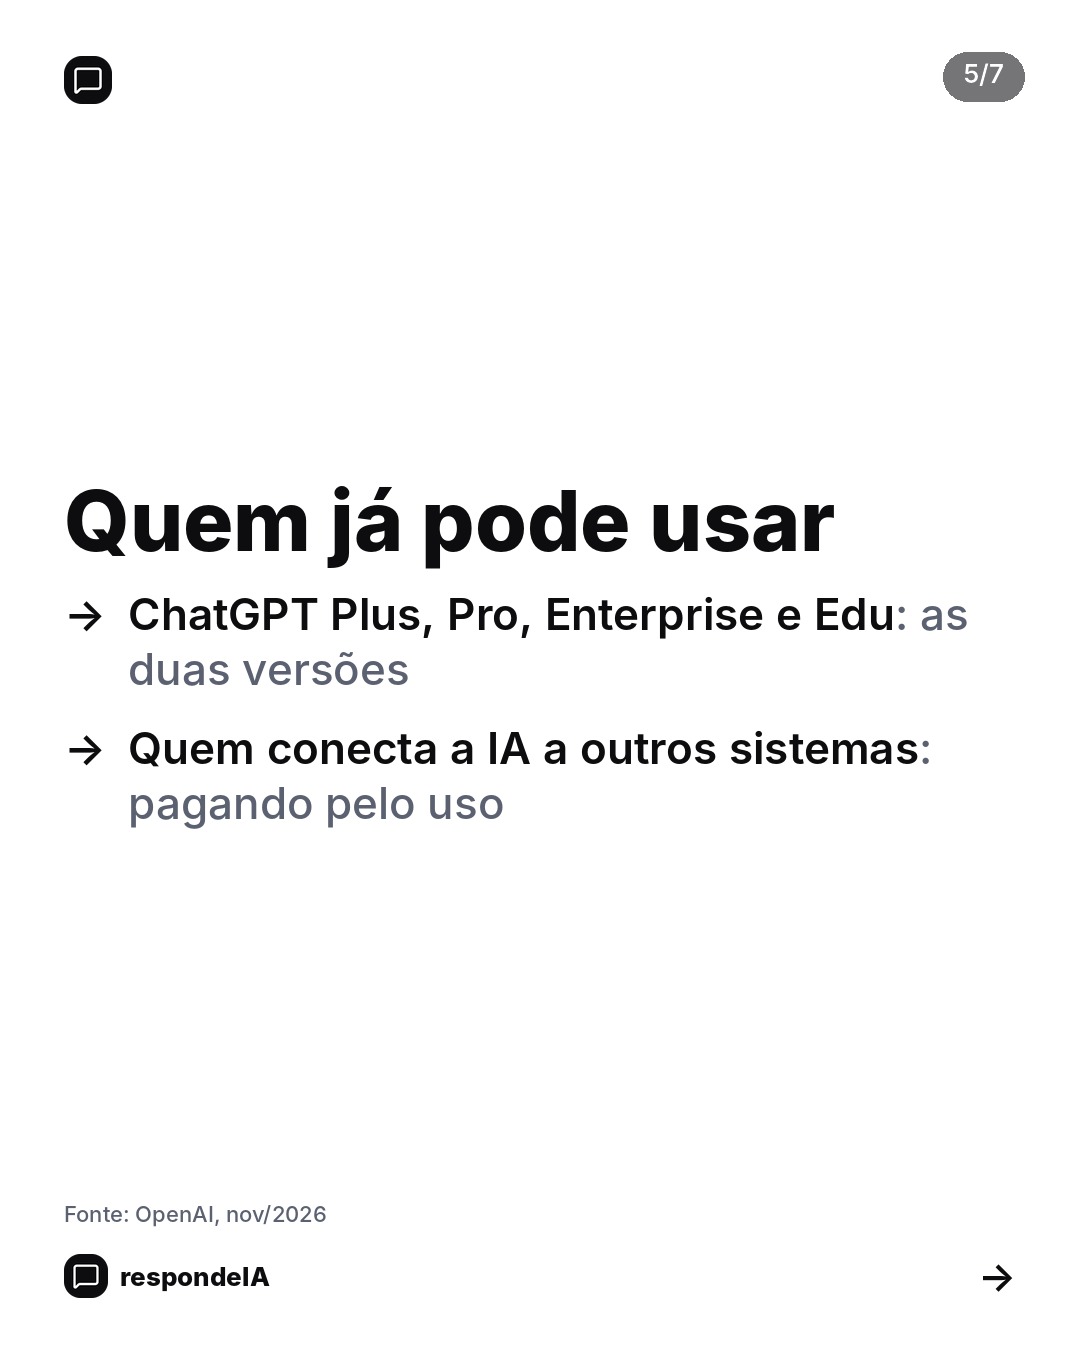 5/7
Quem já pode usar
→ ChatGPT Plus, Pro, Enterprise e Edu: as
duas versões
→ Quem conecta a IA a outros sistemas:
pagando pelo uso
Fonte: OpenAI, nov/2026
respondeIA
→